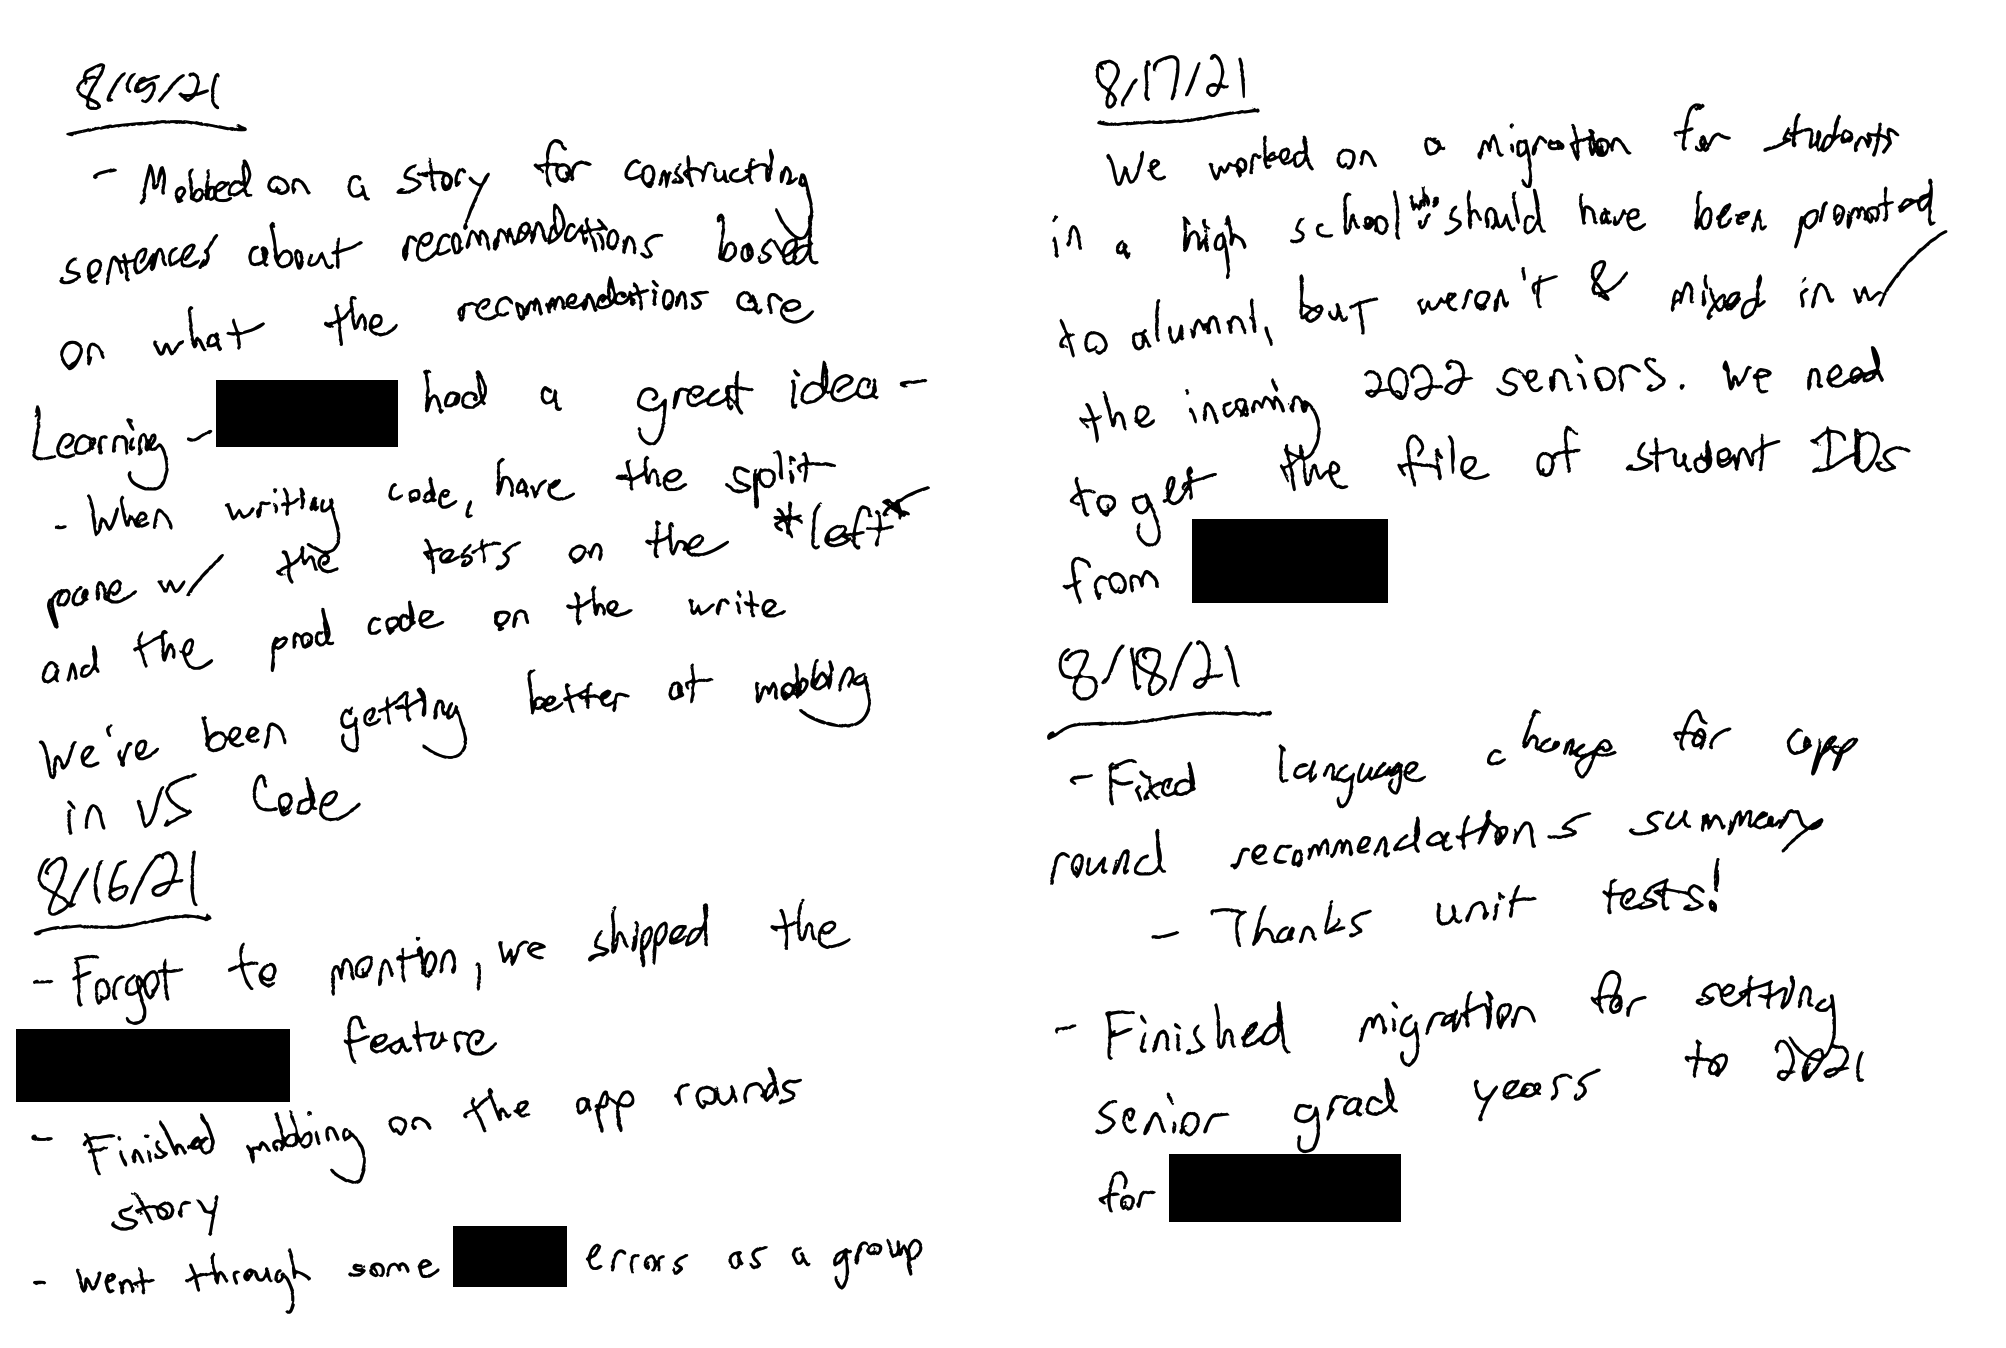 8/15/21
- Mobbed on a story for constructing
sentences about recommendations based
on what the recommendations are
Learning - had a great idea -
- When writing code, have the split
pane w/ the tests on the *left*
and the prod code on the write
We've been getting better at mobbing
in VS Code
8/16/21
- Forgot to mention, we shipped the
feature
- Finished mobbing on the app rounds
story
- went through some errors as a group
8/17/21
We worked on a migration for students
in a high school who should have been promoted
to alumni, but weren't & mixed in w/
the incoming 2022 seniors. We need
to get the file of student IDs
from
8/18/21
- Fixed language change for app
round recommendations summary
- Thanks unit tests!
- Finished migration for setting
senior grad years to 2021
for